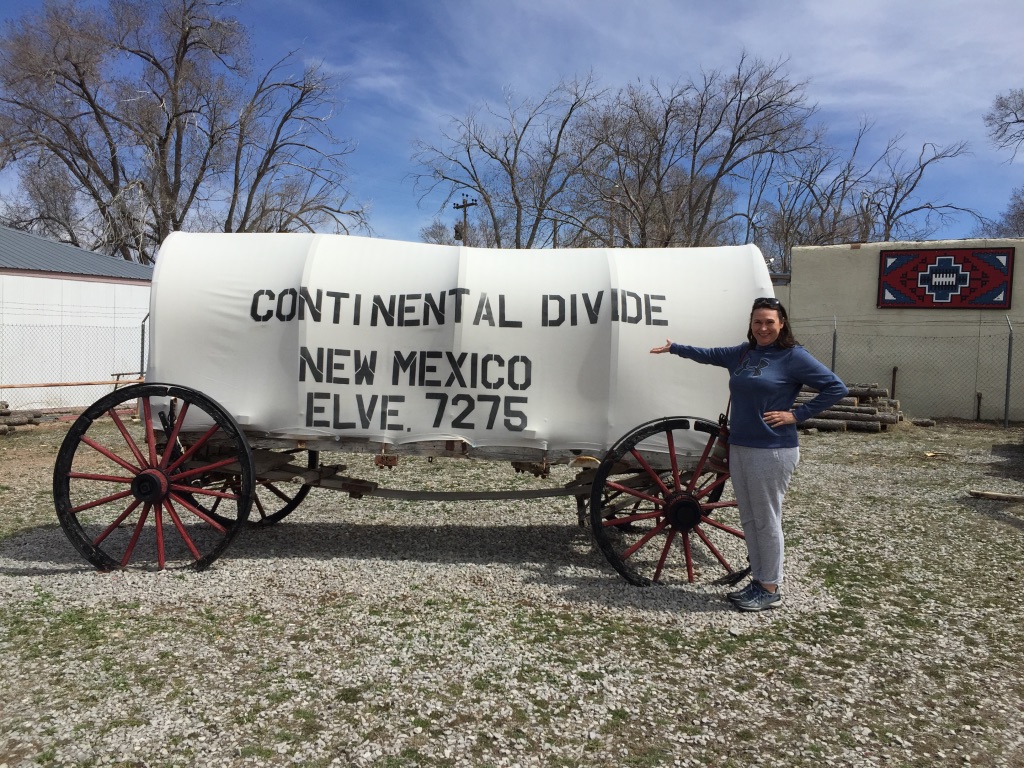 CONTINENTAL DIVIDE
NEW MEXICO
ELVE. 7275